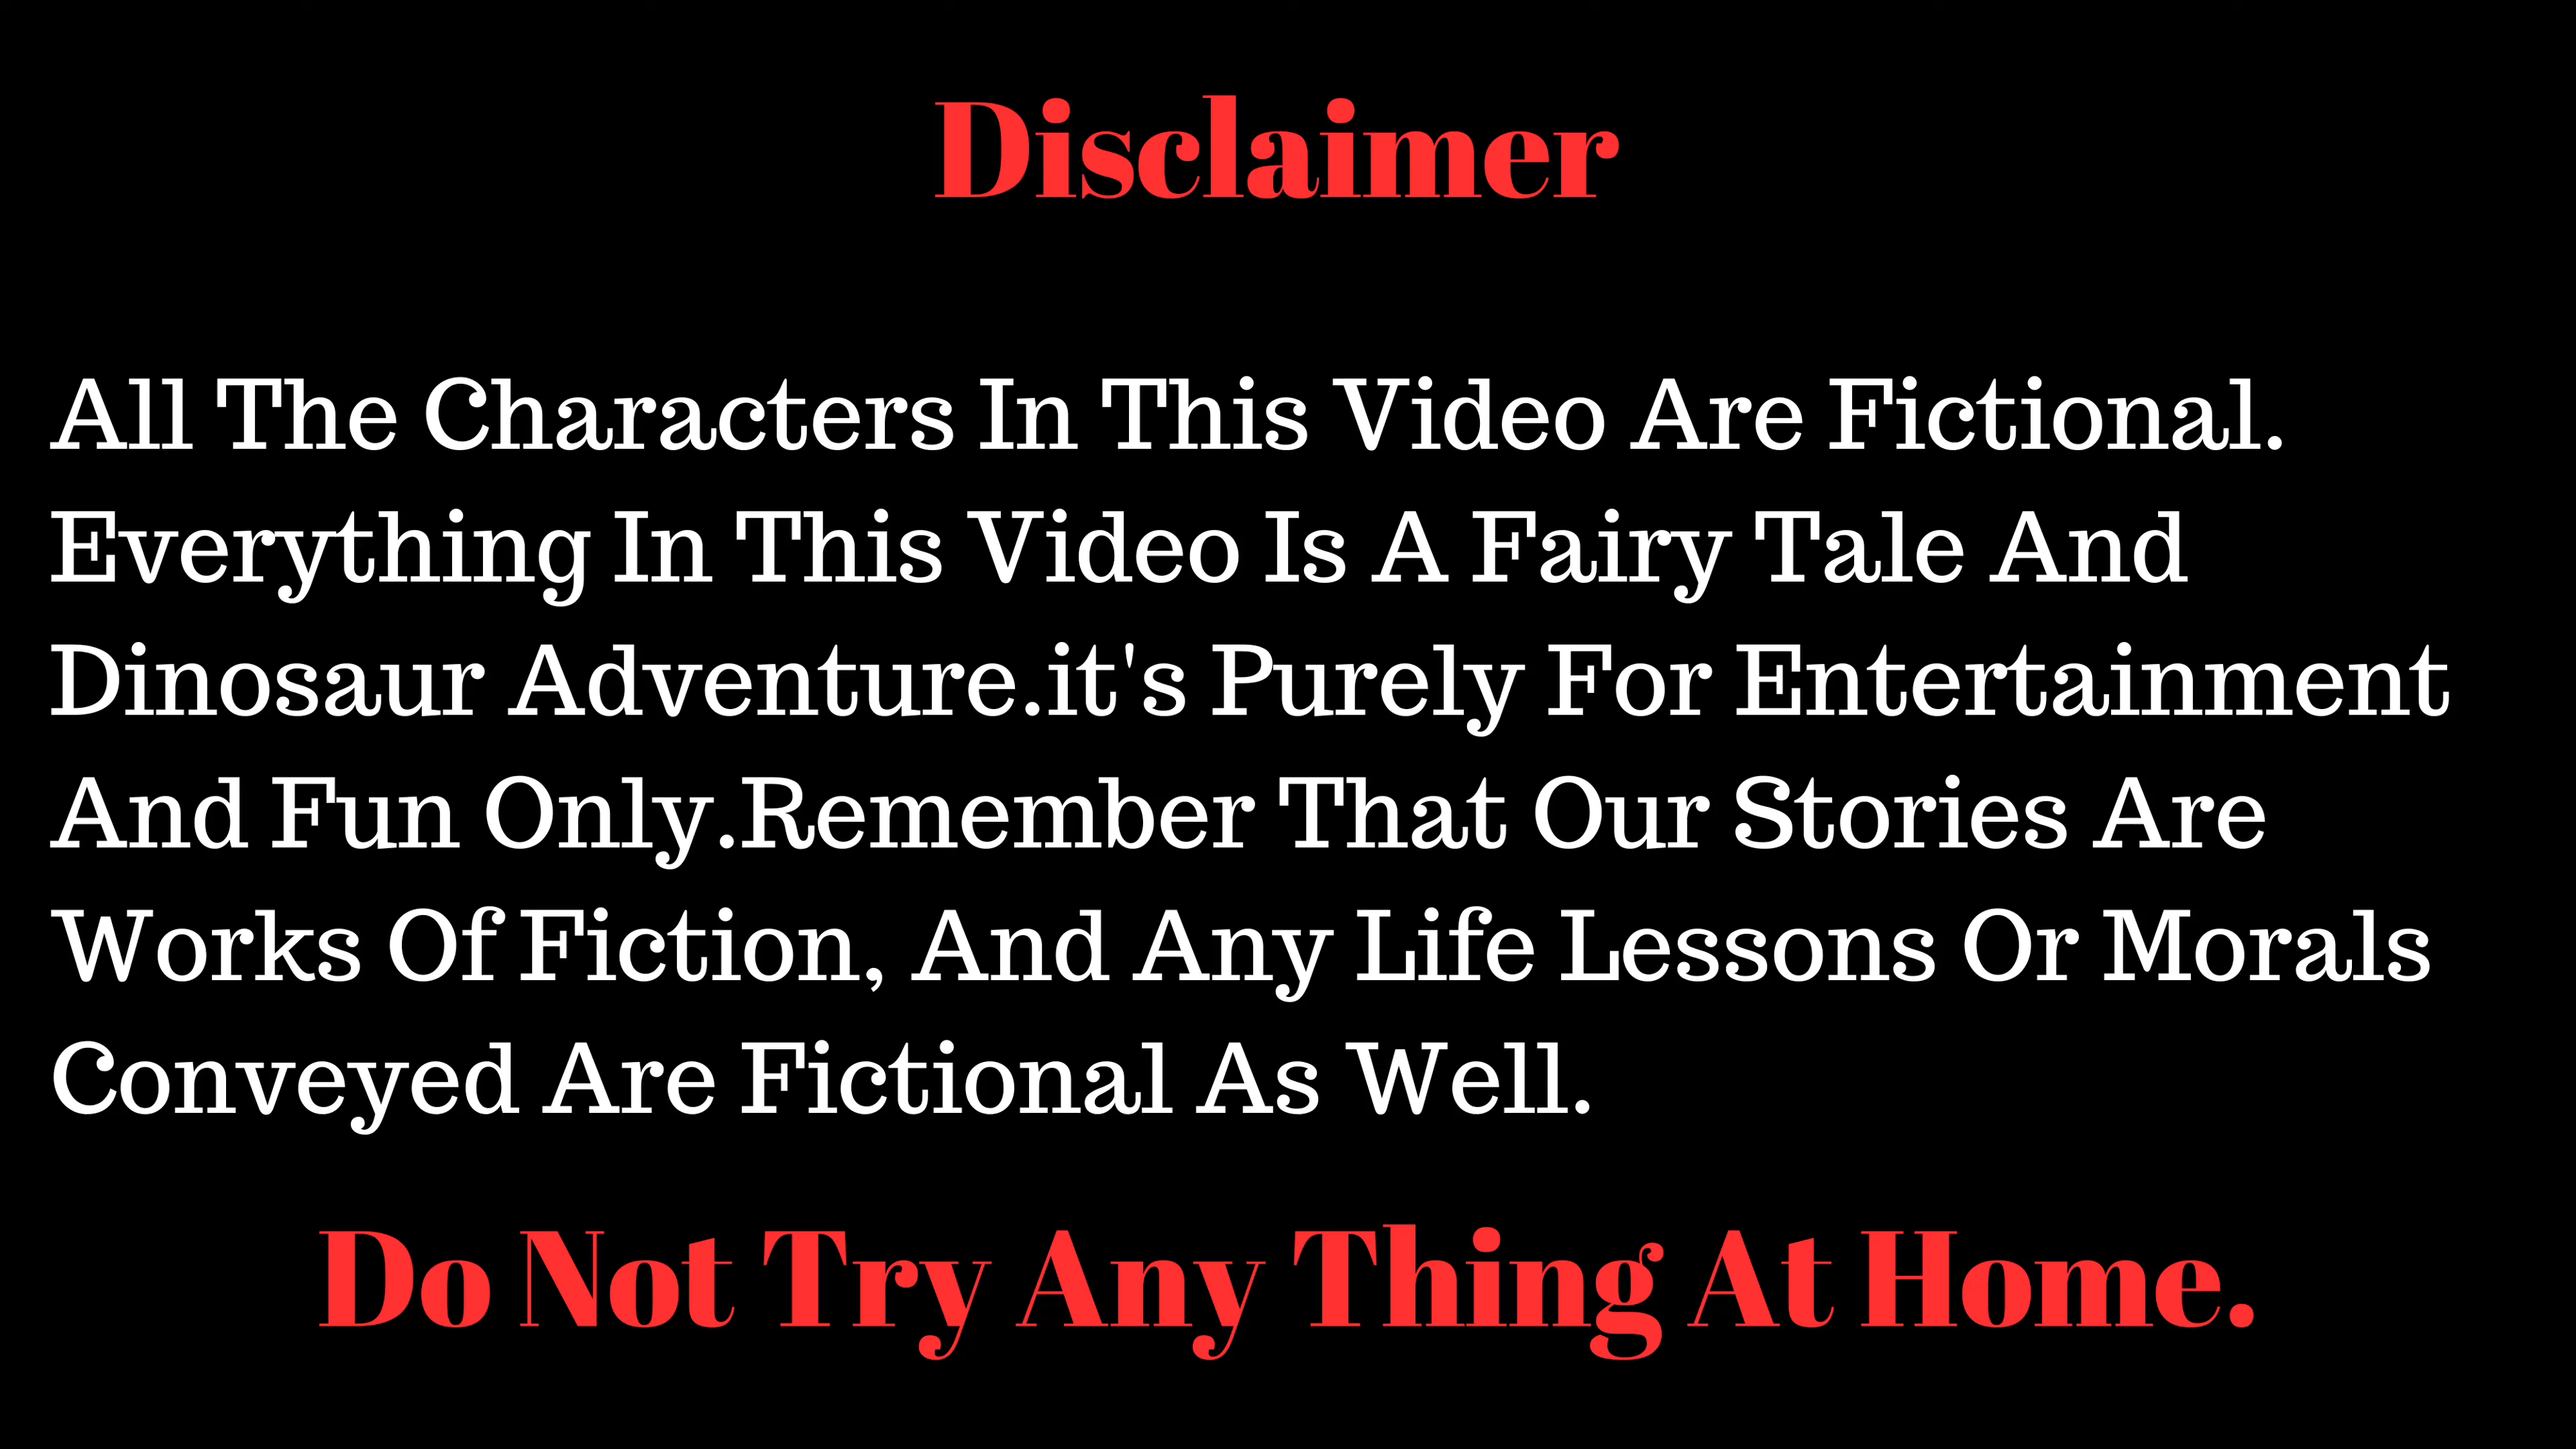 Disclaimer
All The Characters In This Video Are Fictional.
Everything In This Video Is A Fairy Tale And
Dinosaur Adventure.it's Purely For Entertainment
And Fun Only.Remember That Our Stories Are
Works Of Fiction, And Any Life Lessons Or Morals
Conveyed Are Fictional As Well.
Do Not Try Any Thing At Home.